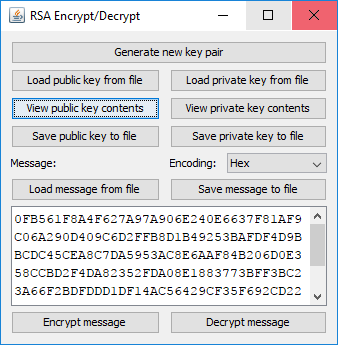 RSA Encrypt/Decrypt
Generate new key pair
Load public key from file Load private key from file
View public key contents View private key contents
Save public key to file Save private key to file
Message: Encoding: Hex
Load message from file Save message to file
0FB561F8A4F627A97A906E240E6637F81AF9
C06A290D409C6D2FFB8D1B49253BAFDF4D9B
BCDC45CEA8C7DA5953AC8E6AAF84B206D0E3
58CCBD2F4DA82352FDA08E1883773BFF3BC2
3A66F2BDFDDD1DF14AC56429CF35F692CD22
Encrypt message Decrypt message